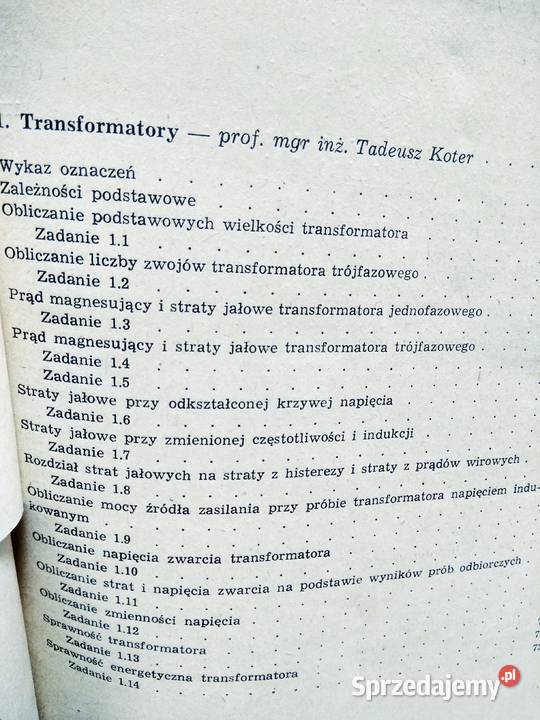 1. Transformatory — prof. mgr inż. Tadeusz Koter . .
Wykaz oznaczeń
Zależności podstawowe
Obliczanie podstawowych wielkości transformatora
Zadanie 1.1
Obliczanie liczby zwojów transformatora trójfazowego .
Zadanie 1.2
Prąd magnesujący i straty jałowe transformatora jednofazowego .
Zadanie 1.3
Prąd magnesujący i straty jałowe transformatora trójfazowego .
Zadanie 1.4
Zadanie 1.5
Straty jałowe przy odkształconej krzywej napięcia
Zadanie 1.6
Straty jałowe przy zmienionej częstotliwości i indukcji
Zadanie 1.7
Rozdział strat jałowych na straty z histerezy i straty z prądów wirowych .
Zadanie 1.8
Obliczanie mocy źródła zasilania przy próbie transformatora napięciem indu-
kowanym
Zadanie 1.9
Obliczanie napięcia zwarcia transformatora
Zadanie 1.10
Obliczanie strat i napięcia zwarcia na podstawie wyników prób odbiorczych .
Zadanie 1.11
Obliczanie zmienności napięcia
Zadanie 1.12
Sprawność transformatora
Zadanie 1.13
Sprawność energetyczna transformatora
Zadanie 1.14
Sprzedajemy.pl